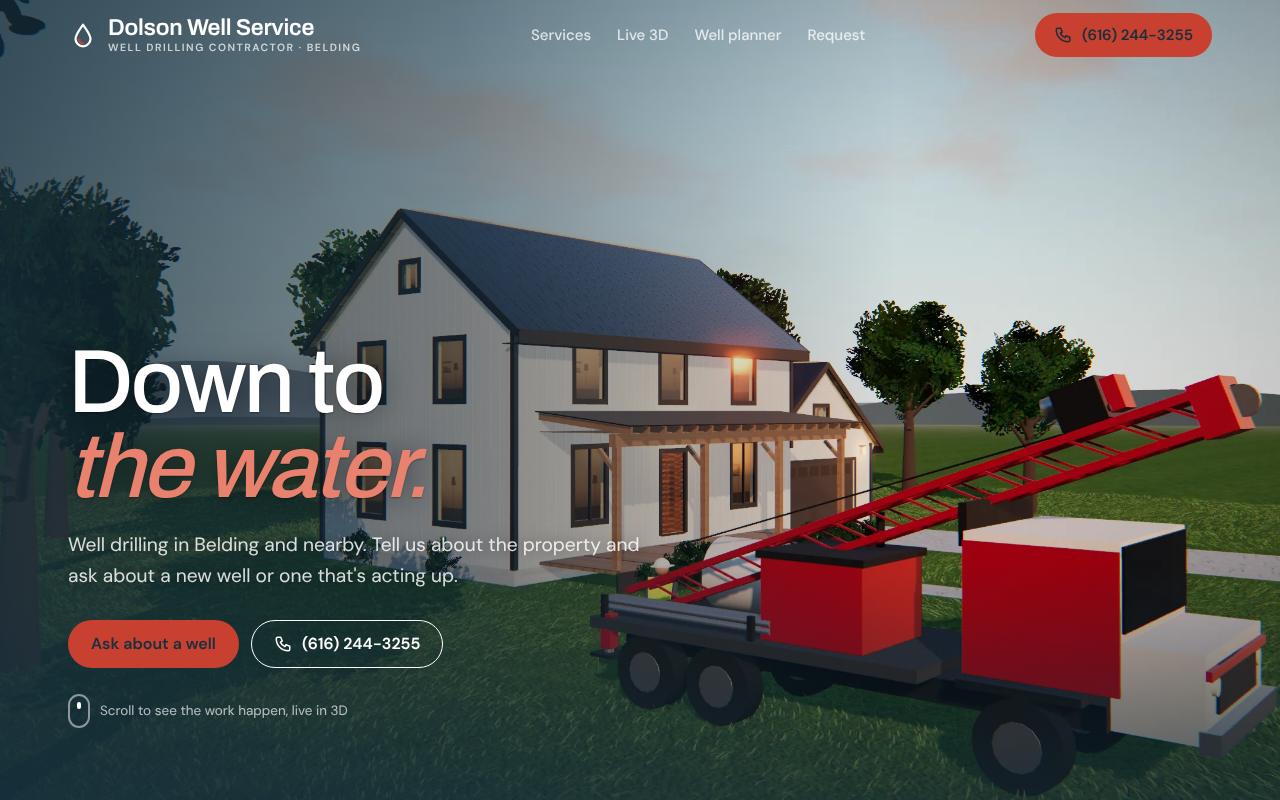 Dolson Well Service
WELL DRILLING CONTRACTOR · BELDING
Services
Live 3D
Well planner
Request
(616) 244-3255
Down to
the water.
Well drilling in Belding and nearby. Tell us about the property and
ask about a new well or one that's acting up.
Ask about a well
(616) 244-3255
Scroll to see the work happen, live in 3D